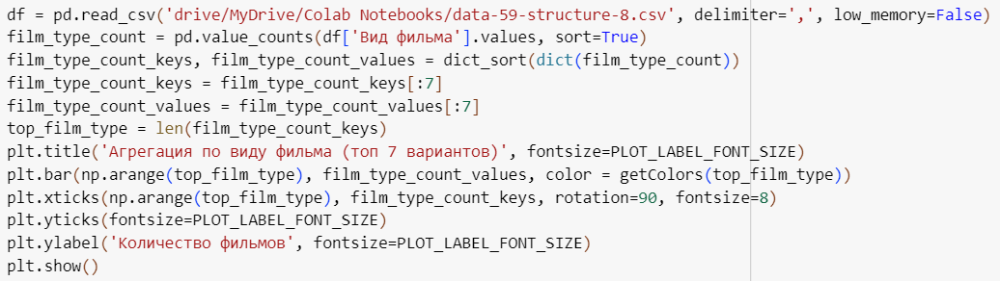 df = pd.read_csv('drive/MyDrive/Colab Notebooks/data-59-structure-8.csv', delimiter=',', low_memory=False)
film_type_count = pd.value_counts(df['Вид фильма'].values, sort=True)
film_type_count_keys, film_type_count_values = dict_sort(dict(film_type_count))
film_type_count_keys = film_type_count_keys[:7]
film_type_count_values = film_type_count_values[:7]
top_film_type = len(film_type_count_keys)
plt.title('Агрегация по виду фильма (топ 7 вариантов)', fontsize=PLOT_LABEL_FONT_SIZE)
plt.bar(np.arange(top_film_type), film_type_count_values, color = getColors(top_film_type))
plt.xticks(np.arange(top_film_type), film_type_count_keys, rotation=90, fontsize=8)
plt.yticks(fontsize=PLOT_LABEL_FONT_SIZE)
plt.ylabel('Количество фильмов', fontsize=PLOT_LABEL_FONT_SIZE)
plt.show()